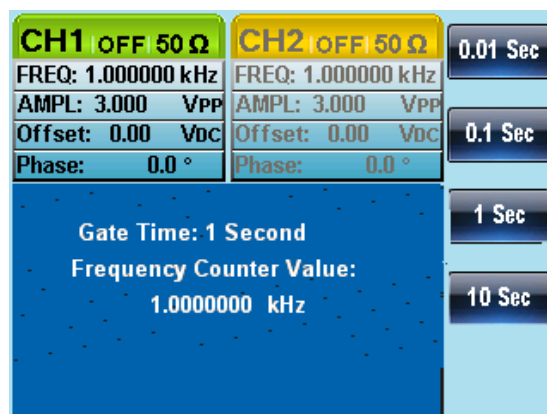 CH1 OFF 50 Ω
FREQ: 1.000000 kHz
AMPL: 3.000 VPP
Offset: 0.00 VDC
Phase: 0.0 °
CH2 OFF 50 Ω
FREQ: 1.000000 kHz
AMPL: 3.000 VPP
Offset: 0.00 VDC
Phase: 0.0 °
Gate Time: 1 Second
Frequency Counter Value:
1.0000000 kHz
0.01 Sec
0.1 Sec
1 Sec
10 Sec